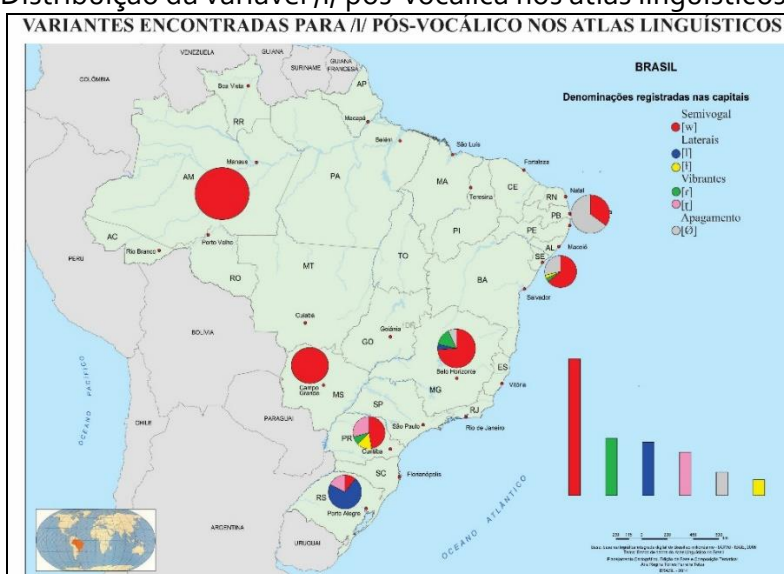 Distribuição da variável /l/ pós-vocálica nos atlas linguísticos
VARIANTES ENCONTRADAS PARA /l/ PÓS-VOCÁLICO NOS ATLAS LINGUÍSTICOS
BRASIL
Denominações registradas nas capitais
Semivogal
[w]
Laterais
[l]
[ɫ]
Vibrantes
[ɾ]
[ɽ]
Apagamento
[Ø]
VENEZUELA
GUIANA
SURINAME
GUIANA
FRANCESA
COLÔMBIA
Boa Vista
RR
AP
Macapá
Belém
São Luís
Fortaleza
Manaus
AM
PA
MA
Teresina
CE
RN
Natal
PB
PI
PE
AC
Rio Branco
Porto Velho
RO
TO
AL
Maceió
SE
MT
BA
Salvador
PERU
Cuiabá
GO
Goiânia
DF
BOLÍVIA
Belo Horizonte
MG
ES
Vitória
Campo
Grande
MS
SP
RJ
São Paulo
Rio de Janeiro
PARAGUAI
PR
Curitiba
CHILE
SC
Florianópolis
RS
Porto Alegre
ARGENTINA
URUGUAI
OCEANO PACÍFICO
OCEANO ATLÂNTICO